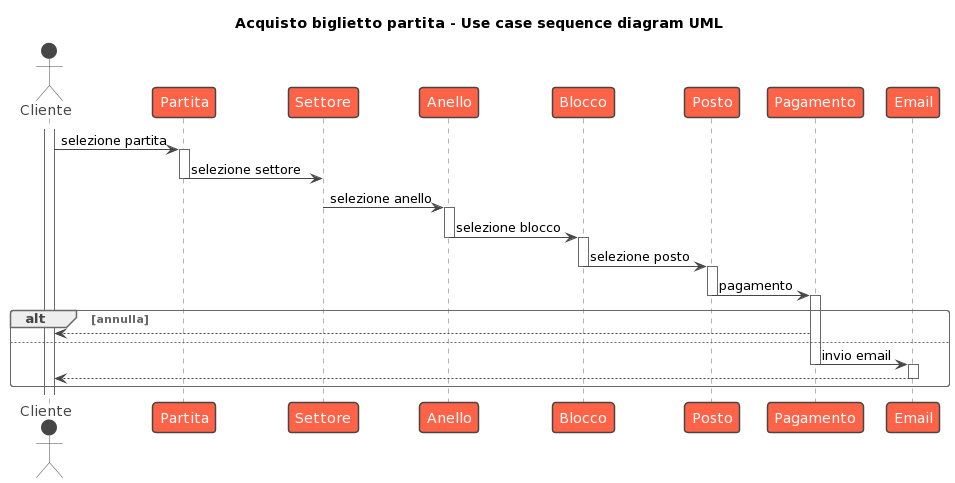 Acquisto biglietto partita - Use case sequence diagram UML
Cliente
Partita
Settore
Anello
Blocco
Posto
Pagamento
Email
selezione partita
selezione settore
selezione anello
selezione blocco
selezione posto
pagamento
alt
[annulla]
invio email
Cliente
Partita
Settore
Anello
Blocco
Posto
Pagamento
Email